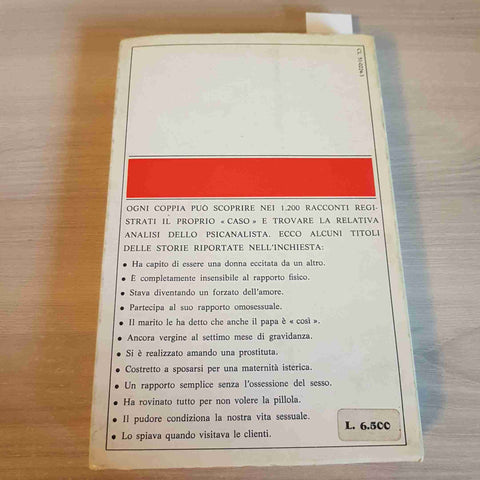 OGNI COPPIA PUÒ SCOPRIRE NEI 1.200 RACCONTI REGI-
STRATI IL PROPRIO « CASO » E TROVARE LA RELATIVA
ANALISI DELLO PSICANALISTA. ECCO ALCUNI TITOLI
DELLE STORIE RIPORTATE NELL'INCHIESTA:
• Ha capito di essere una donna eccitata da un altro.
• È completamente insensibile al rapporto fisico.
• Stava diventando un forzato dell'amore.
• Partecipa al suo rapporto omosessuale.
• Il marito le ha detto che anche il papa è « così ».
• Ancora vergine al settimo mese di gravidanza.
• Si è realizzato amando una prostituta.
• Costretto a sposarsi per una maternità isterica.
• Un rapporto semplice senza l'ossessione del sesso.
• Ha rovinato tutto per non volere la pillola.
• Il pudore condiziona la nostra vita sessuale.
• Lo spiava quando visitava le clienti.
L. 6.500